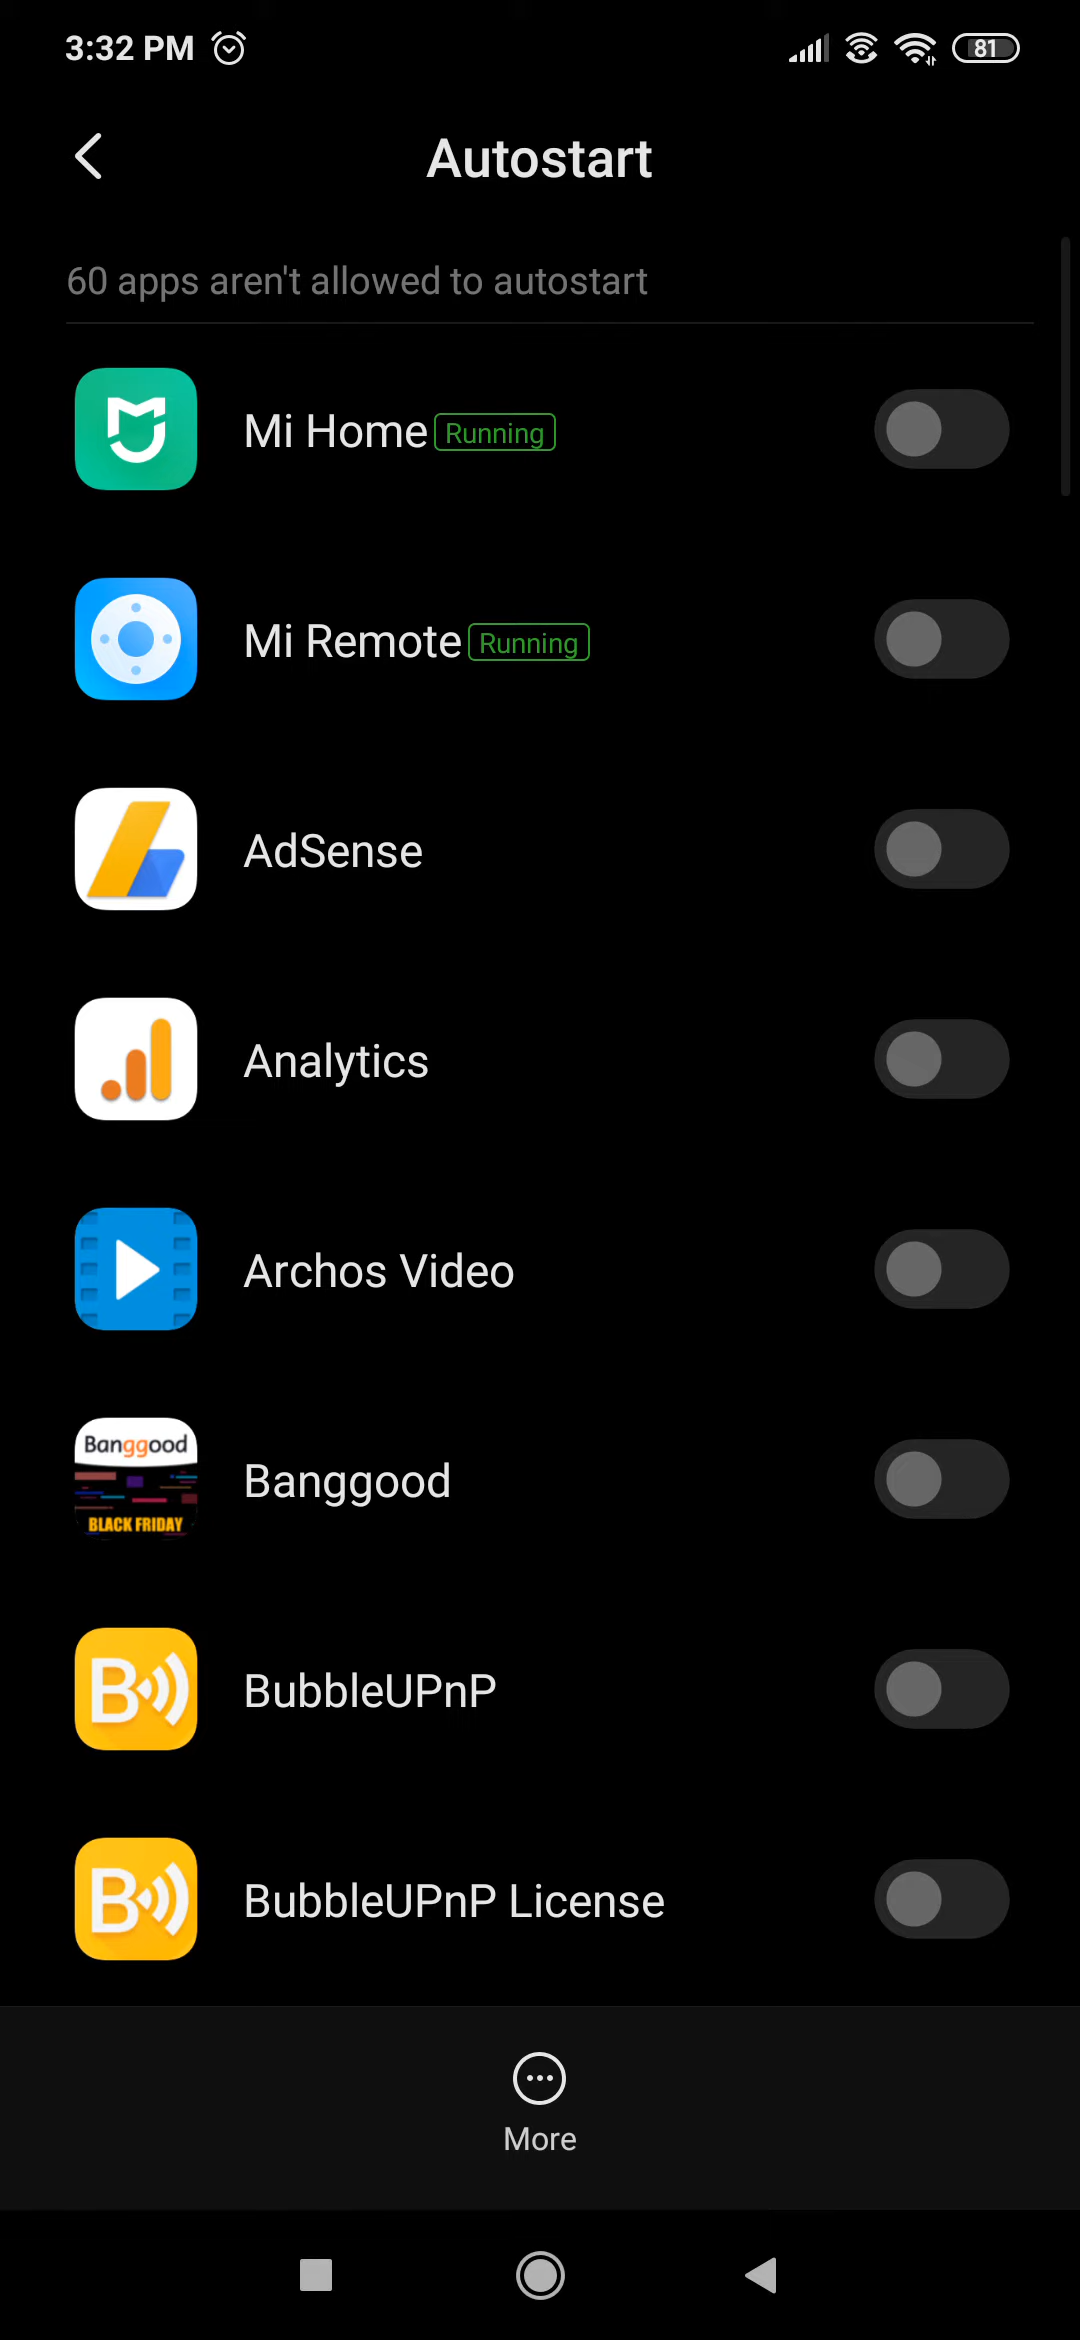 3:32 PM
81
Autostart
60 apps aren't allowed to autostart
Mi Home Running
Mi Remote Running
AdSense
Analytics
Archos Video
Banggood
BLACK FRIDAY
Banggood
B
BubbleUPnP
B
BubbleUPnP License
More